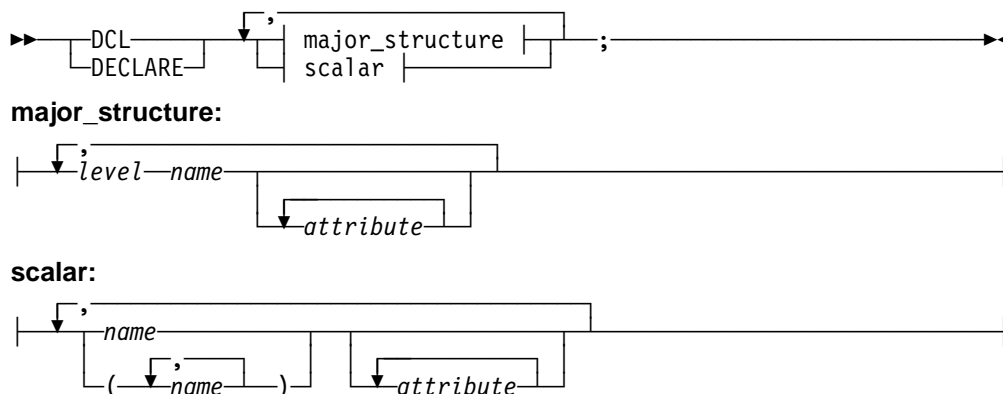 ,
DCL major_structure ;
DECLARE scalar
major_structure:
,
level name
attribute
scalar:
,
name
,
( name ) attribute